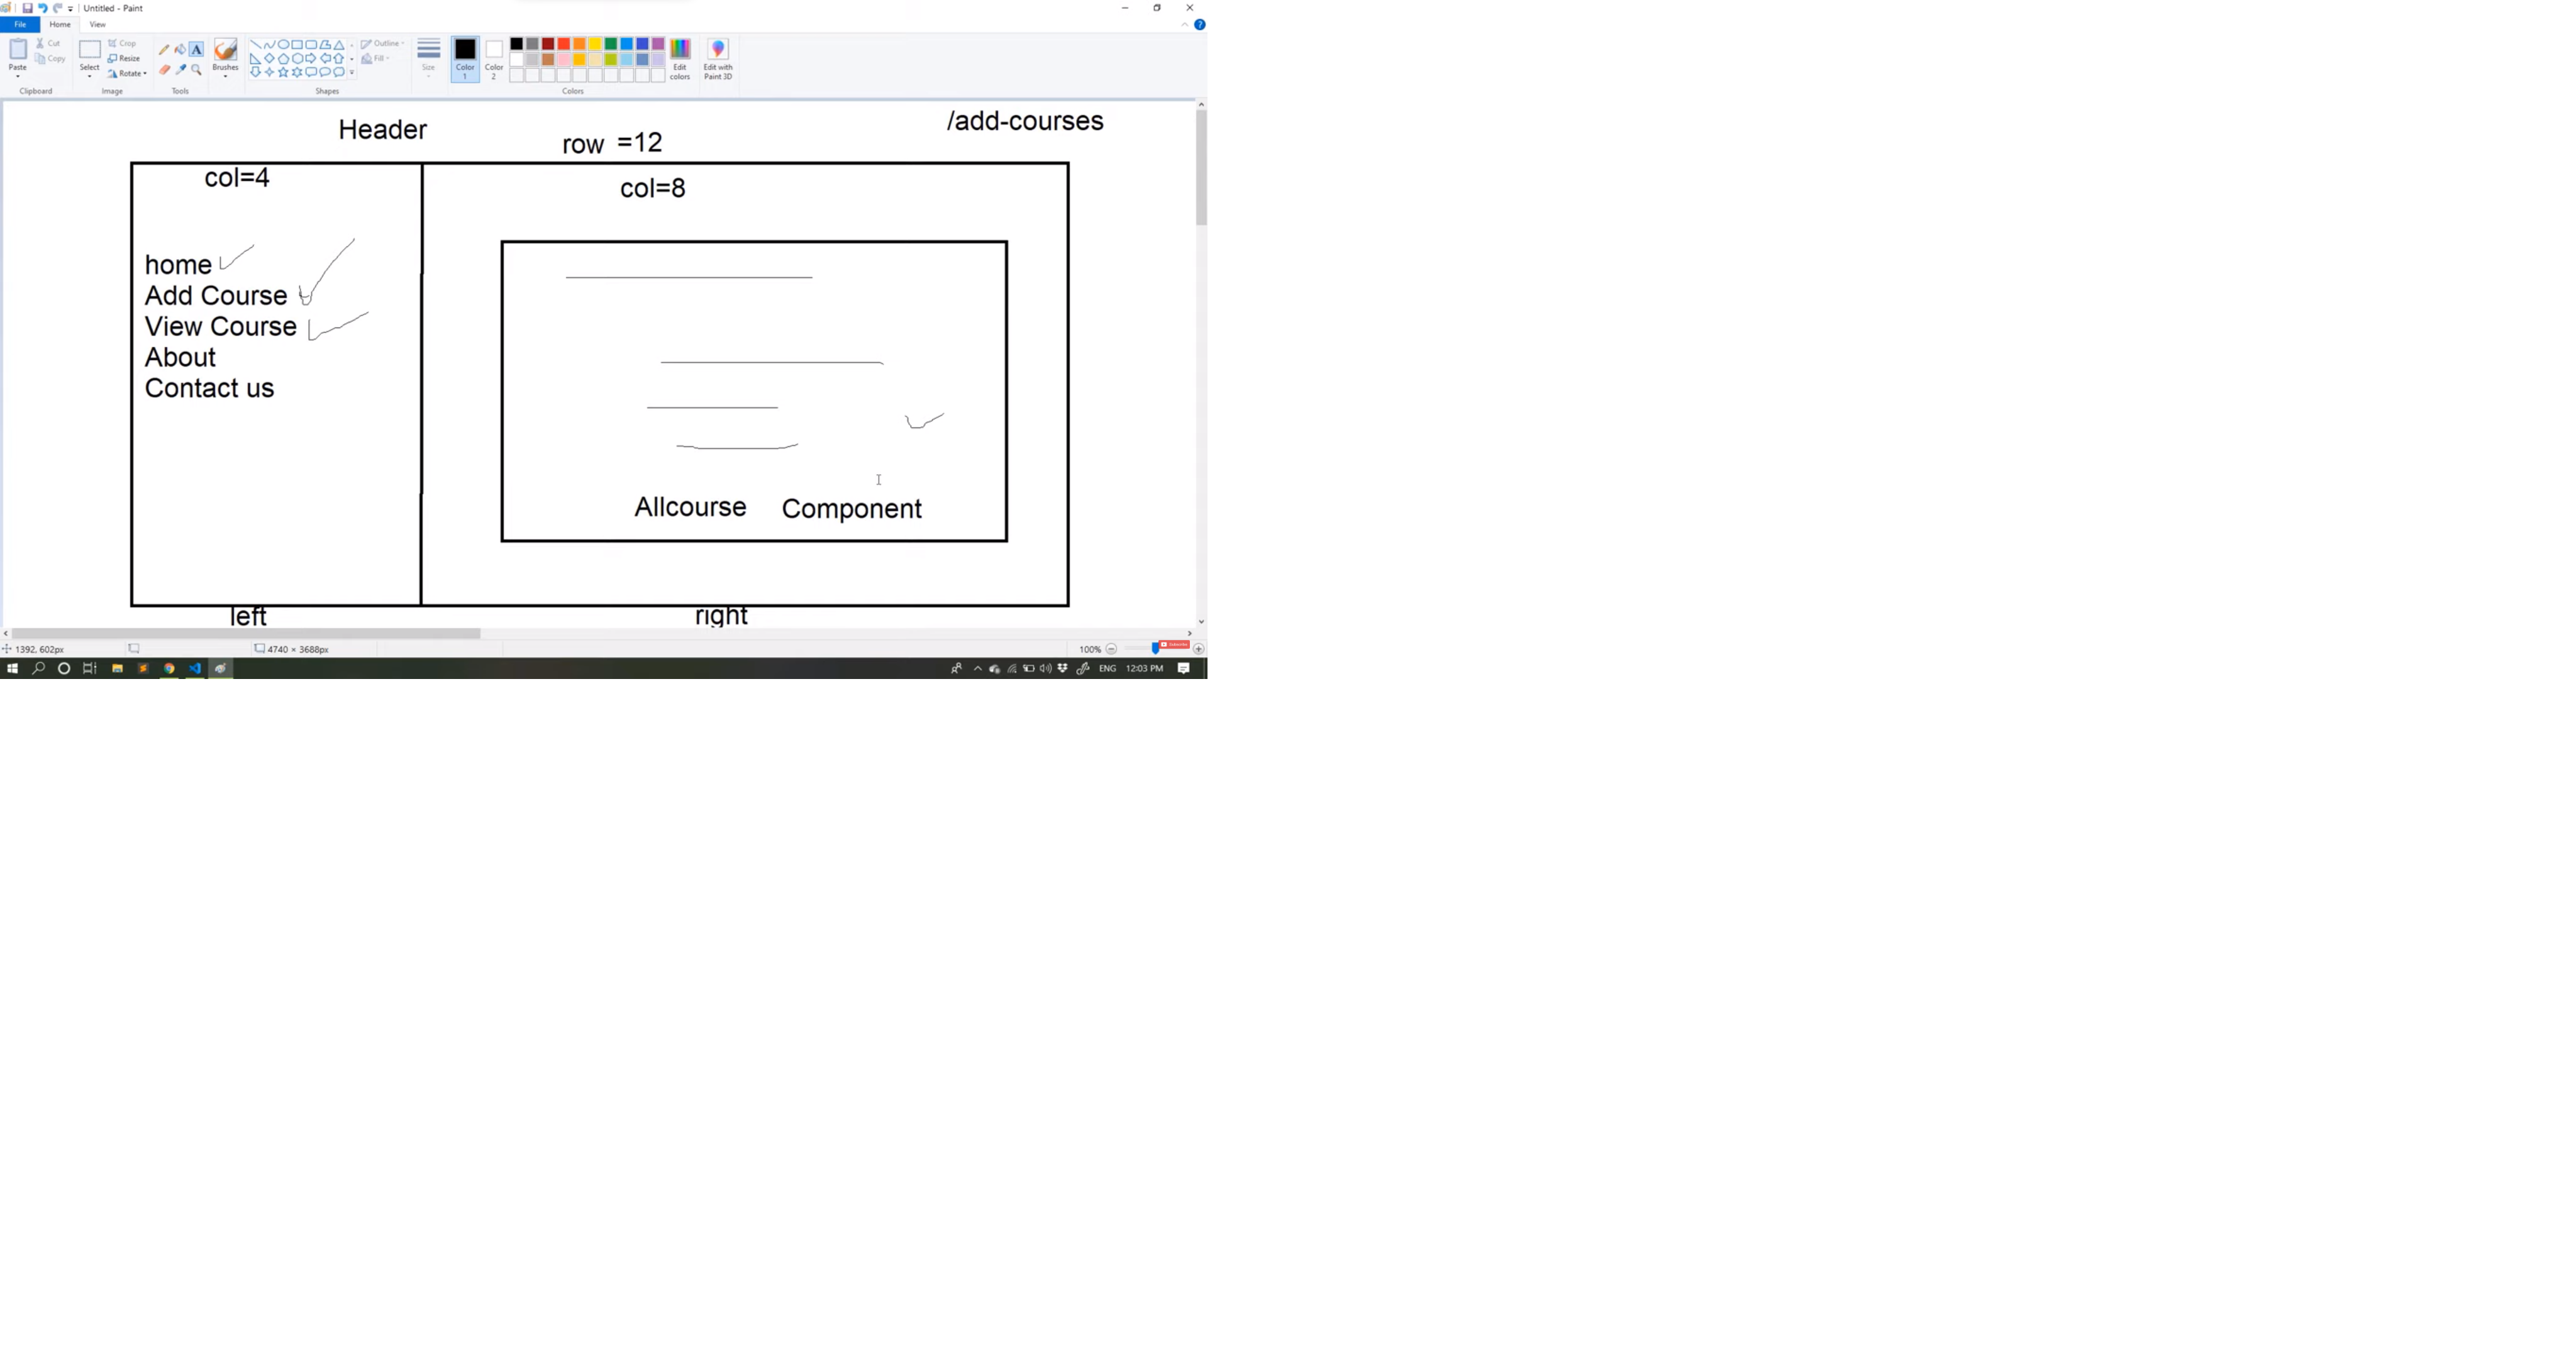 Untitled - Paint
File Home View
Paste Cut Copy Clipboard
Select Crop Resize Rotate Image
Tools
Brushes
Outline Fill Shapes
Size
Color 1
Color 2
Colors
Edit colors
Edit with Paint 3D
Header
/add-courses
row =12
col=4
col=8
home
Add Course
View Course
About
Contact us
Allcourse Component
left
right
1392, 602px
4740 × 3688px
100%
ENG 12:03 PM